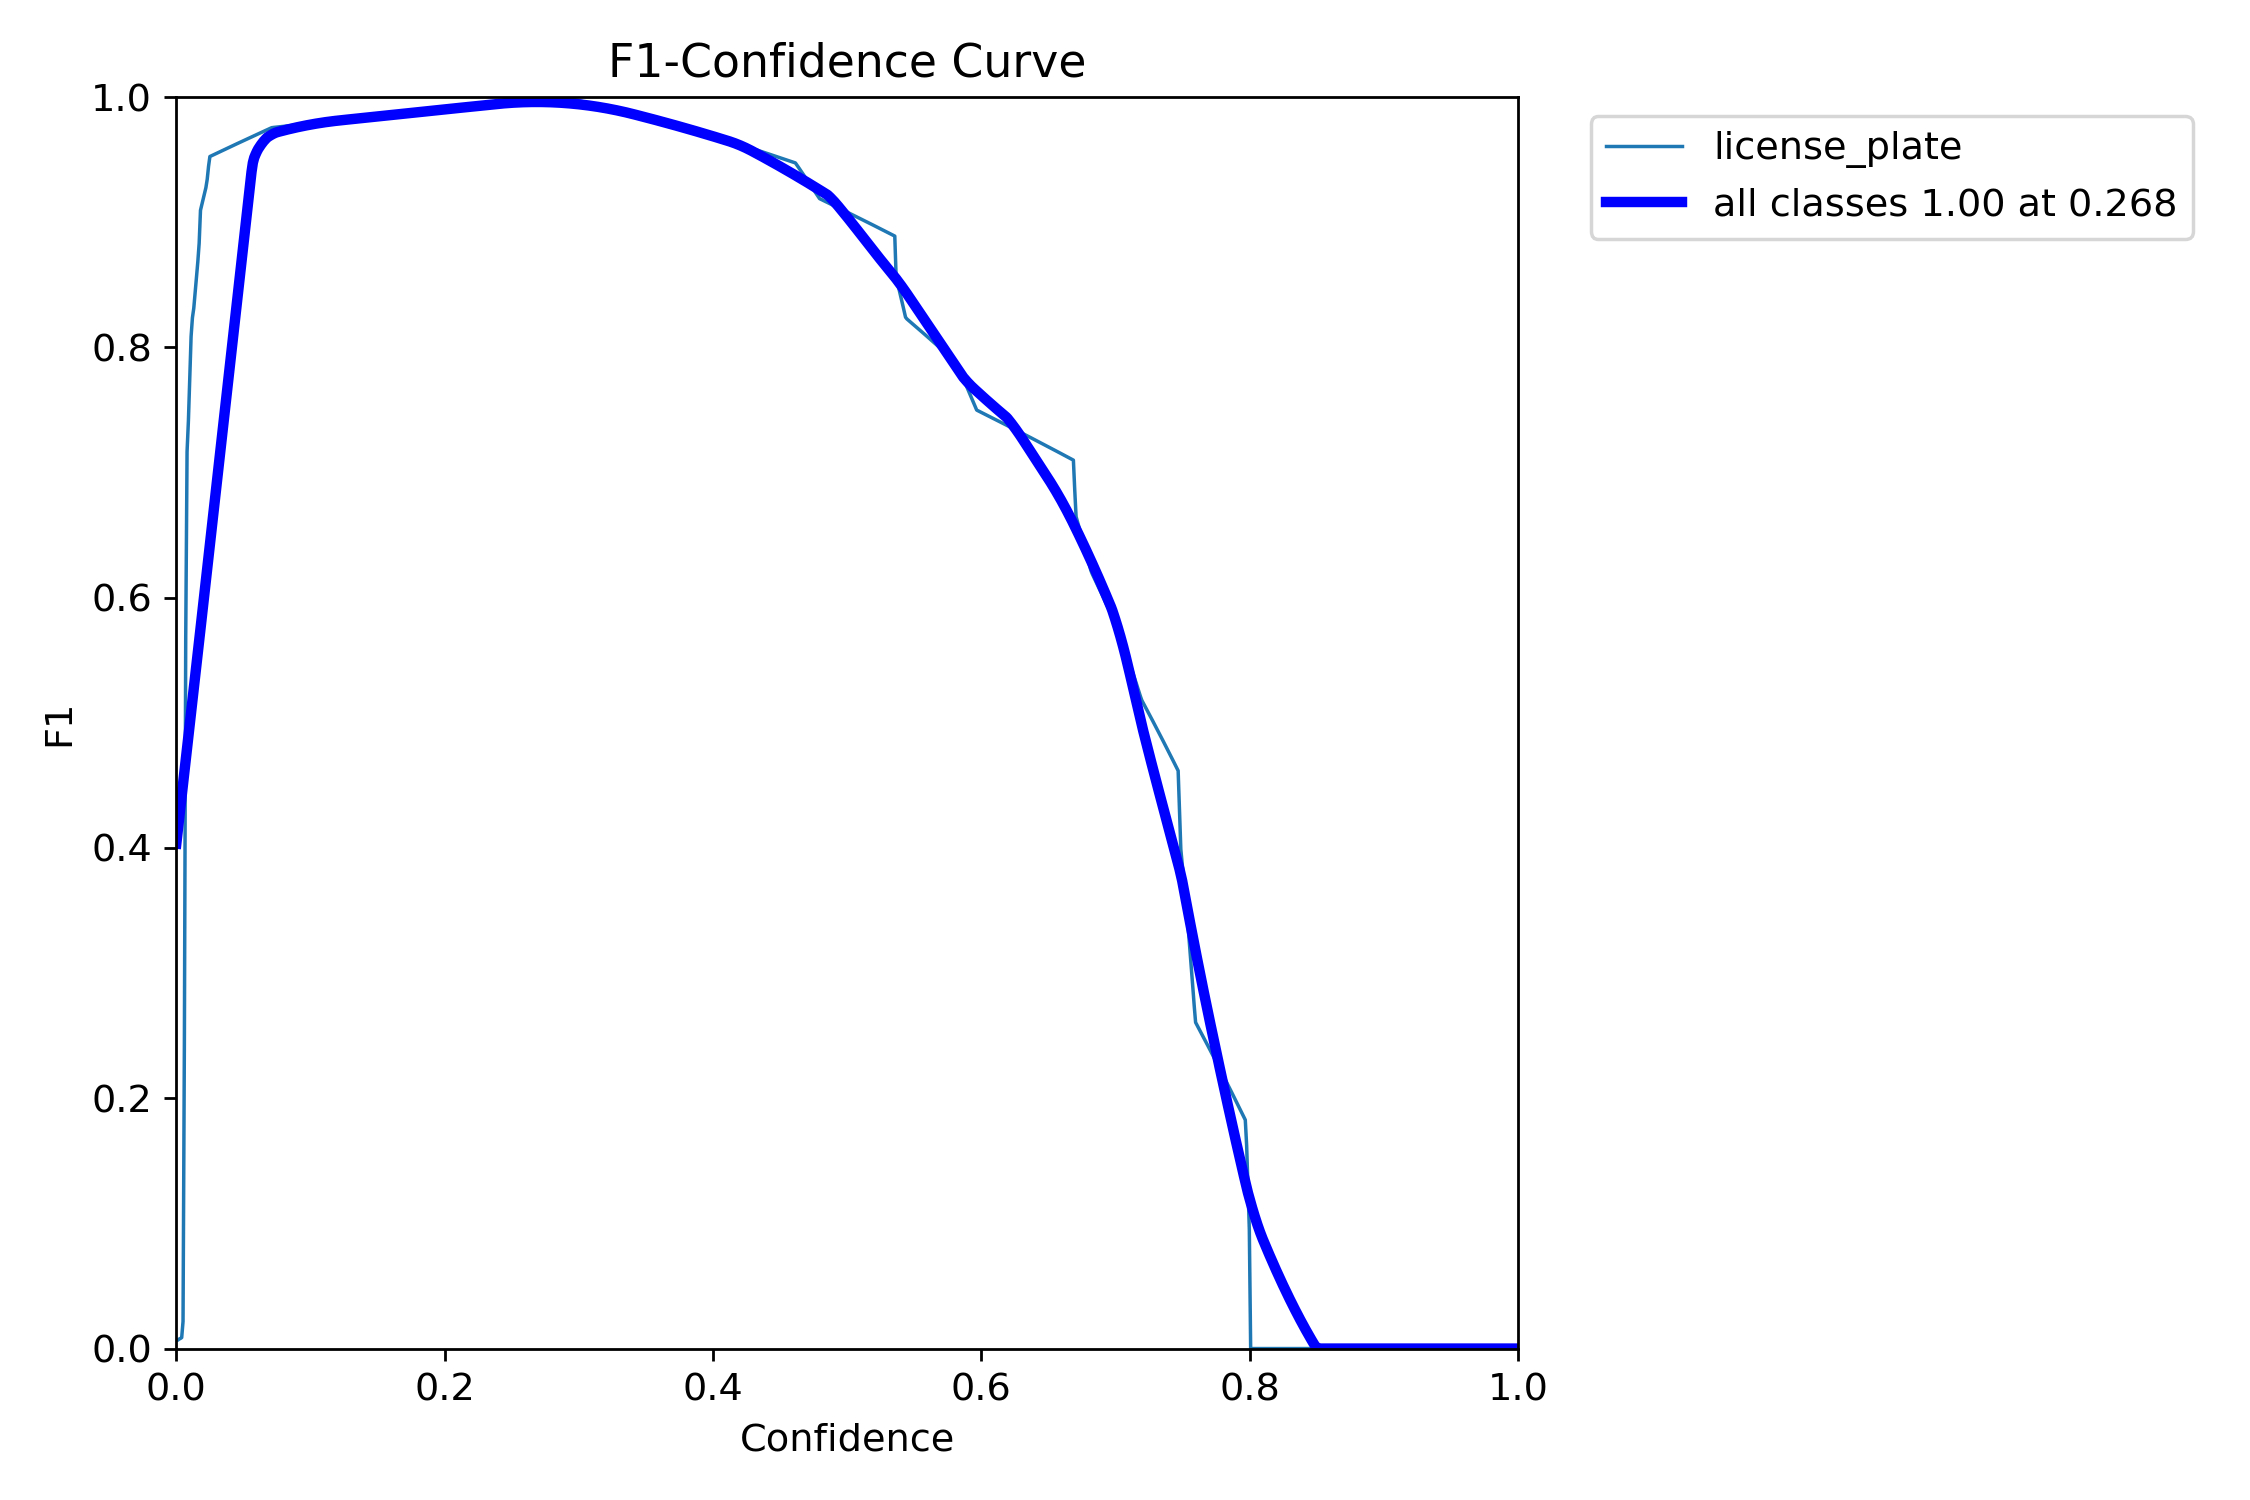 F1-Confidence Curve
1.0
0.8
0.6
0.4
0.2
0.0
F1
0.0 0.2 0.4 0.6 0.8 1.0
Confidence
license_plate
all classes 1.00 at 0.268